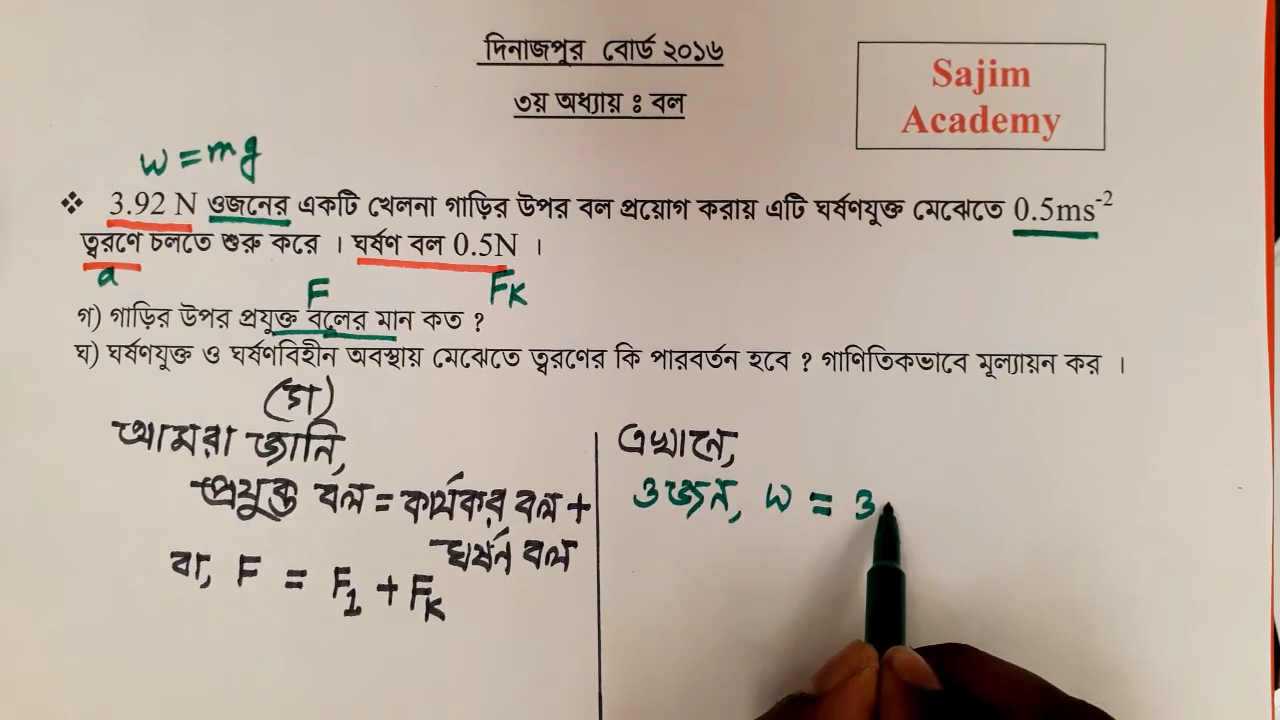 দিনাজপুর বোর্ড ২০১৬
৩য় অধ্যায় ঃ বল
Sajim
Academy
W = mg
❖ 3.92 N ওজনের একটি খেলনা গাড়ির উপর বল প্রয়োগ করায় এটি ঘর্ষণযুক্ত মেঝেতে 0.5ms⁻²
ত্বরণে চলতে শুরু করে । ঘর্ষণ বল 0.5N ।
a
F
Fk
গ) গাড়ির উপর প্রযুক্ত বলের মান কত ?
ঘ) ঘর্ষণযুক্ত ও ঘর্ষণবিহীন অবস্থায় মেঝেতে ত্বরণের কি পারবর্তন হবে ? গাণিতিকভাবে মূল্যায়ন কর ।
(গ)
আমরা জানি,
প্রযুক্ত বল = কার্যকর বল +
ঘর্ষন বল
বা, F = F₁ + Fk
এখানে,
ওজন, W = 3